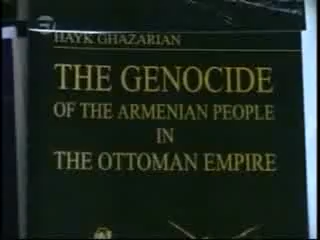 HAYK GHAZARIAN
THE GENOCIDE
OF THE ARMENIAN PEOPLE
IN
THE OTTOMAN EMPIRE